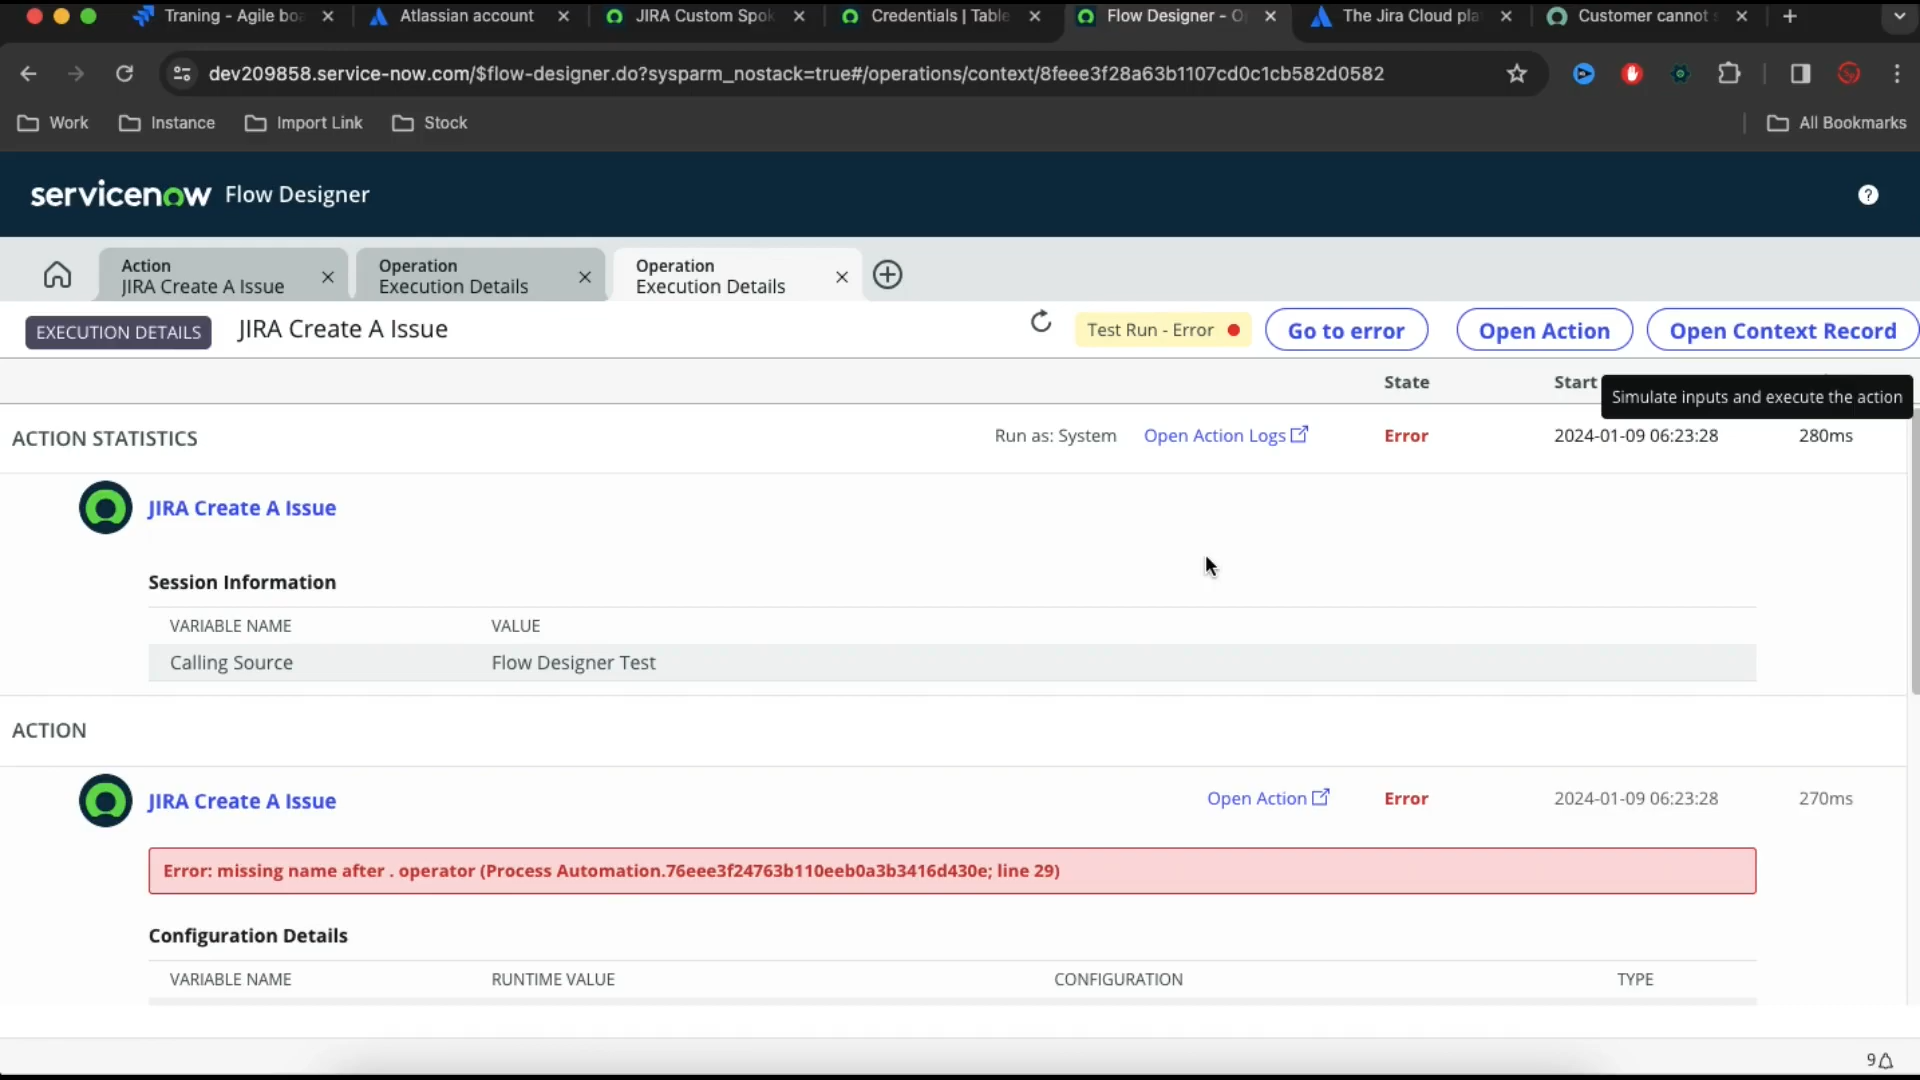 Traning - Agile boa
Atlassian account
JIRA Custom Spok
Credentials | Table
Flow Designer - O
The Jira Cloud pla
Customer cannot s
dev209858.service-now.com/$flow-designer.do?sysparm_nostack=true#/operations/context/8feee3f28a63b1107cd0c1cb582d0582
Work
Instance
Import Link
Stock
All Bookmarks
servicenow Flow Designer
?
Action
JIRA Create A Issue
Operation
Execution Details
Operation
Execution Details
EXECUTION DETAILS
JIRA Create A Issue
Test Run - Error
Go to error
Open Action
Open Context Record
State
Start
Simulate inputs and execute the action
ACTION STATISTICS
Run as: System
Open Action Logs
Error
2024-01-09 06:23:28
280ms
JIRA Create A Issue
Session Information
VARIABLE NAME
VALUE
Calling Source
Flow Designer Test
ACTION
JIRA Create A Issue
Open Action
Error
2024-01-09 06:23:28
270ms
Error: missing name after . operator (Process Automation.76eee3f24763b110eeb0a3b3416d430e; line 29)
Configuration Details
VARIABLE NAME
RUNTIME VALUE
CONFIGURATION
TYPE
9